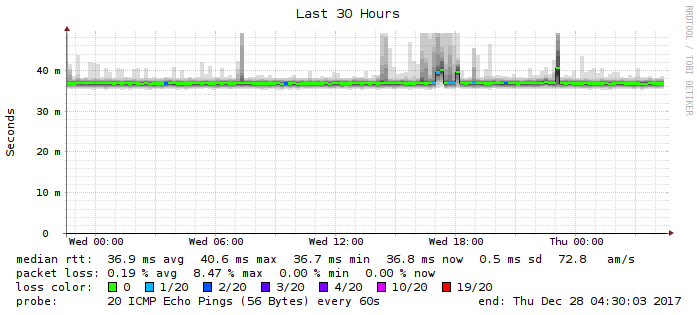 Last 30 Hours
RRDTOOL / TOBI OETIKER
Seconds
40 m
30 m
20 m
10 m
0
Wed 00:00 Wed 06:00 Wed 12:00 Wed 18:00 Thu 00:00
median rtt: 36.9 ms avg 40.6 ms max 36.7 ms min 36.8 ms now 0.5 ms sd 72.8 am/s
packet loss: 0.19 % avg 8.47 % max 0.00 % min 0.00 % now
loss color: 0 1/20 2/20 3/20 4/20 10/20 19/20
probe: 20 ICMP Echo Pings (56 Bytes) every 60s end: Thu Dec 28 04:30:03 2017